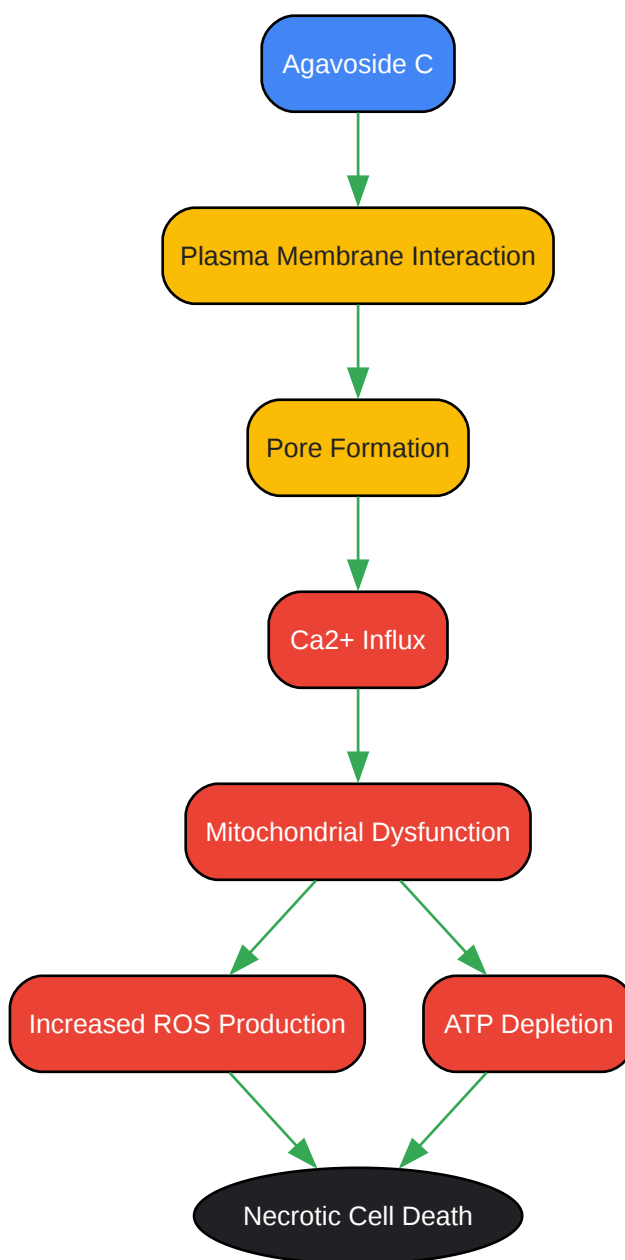 Agavoside C
Plasma Membrane Interaction
Pore Formation
Ca2+ Influx
Mitochondrial Dysfunction
Increased ROS Production
ATP Depletion
Necrotic Cell Death